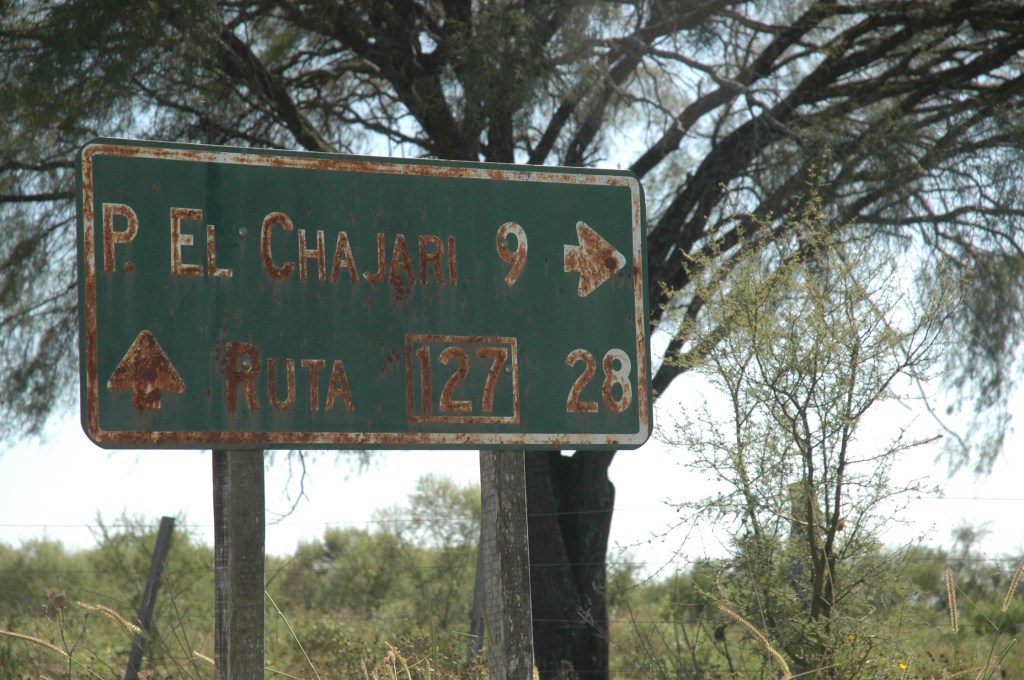 P. EL CHAJARI 9
RUTA 127 28